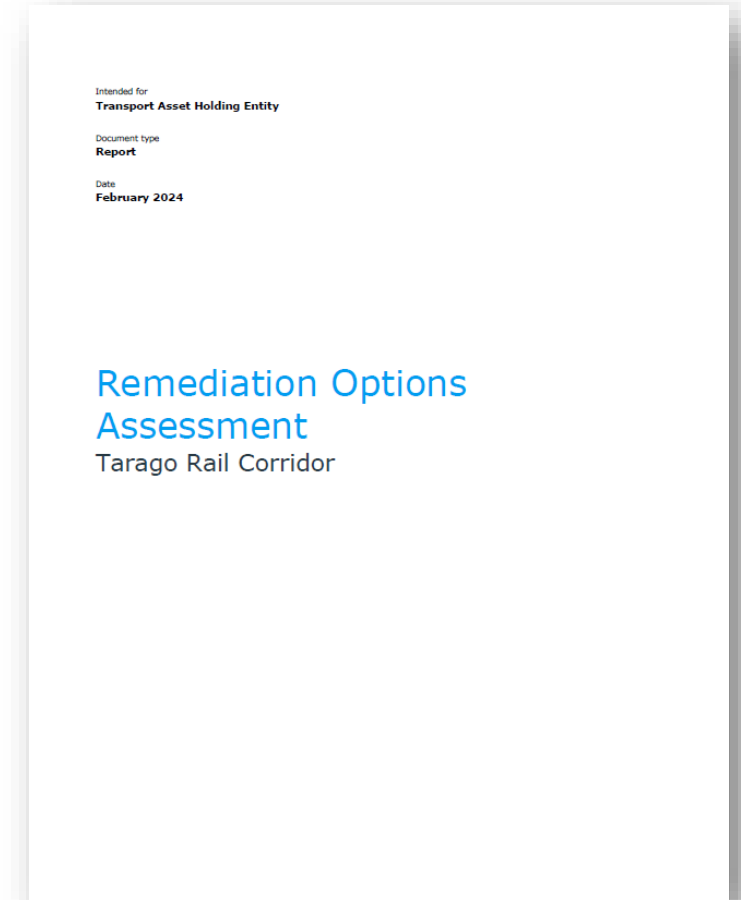 Intended for
Transport Asset Holding Entity
Document type
Report
Date
February 2024
Remediation Options
Assessment
Tarago Rail Corridor